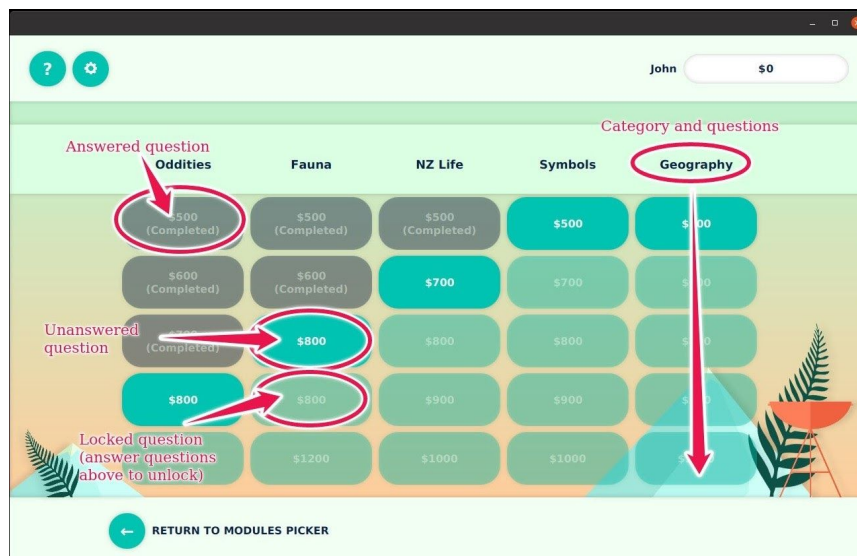 ?
John
$0
Category and questions
Answered question
Oddities
Fauna
NZ Life
Symbols
Geography
$500
(Completed)
$500
(Completed)
$500
(Completed)
$500
$600
(Completed)
$600
(Completed)
$700
$700
Unanswered
question
(Completed)
$800
$800
$800
$800
$800
$900
$900
Locked question
(answer questions
above to unlock)
$1200
$1000
$1000
← RETURN TO MODULES PICKER